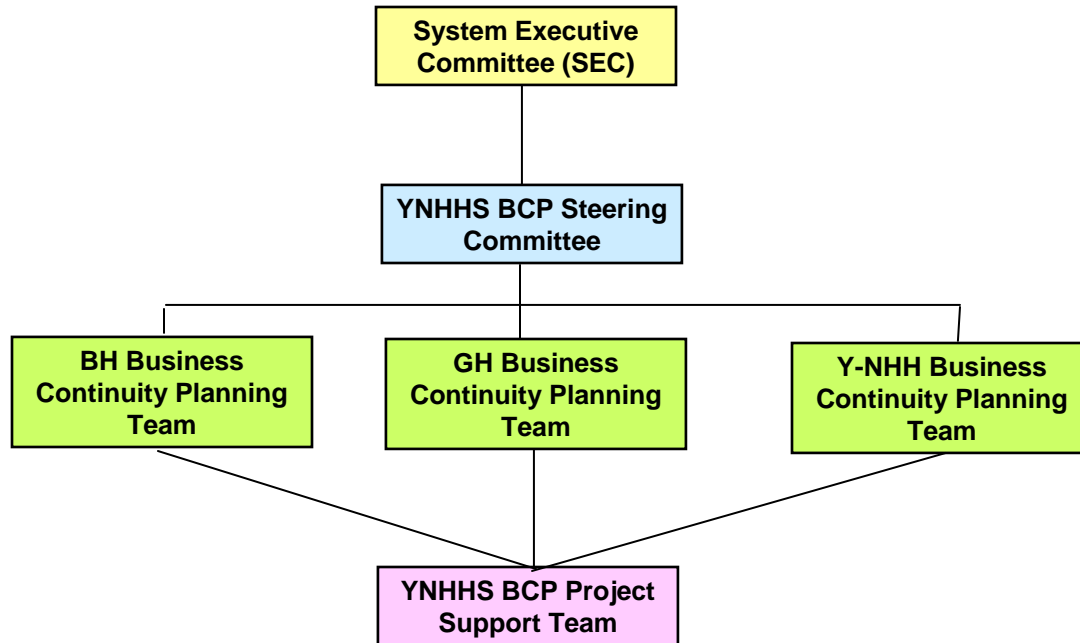 System Executive
Committee (SEC)
YNHHS BCP Steering
Committee
BH Business
Continuity Planning
Team
GH Business
Continuity Planning
Team
Y-NHH Business
Continuity Planning
Team
YNHHS BCP Project
Support Team